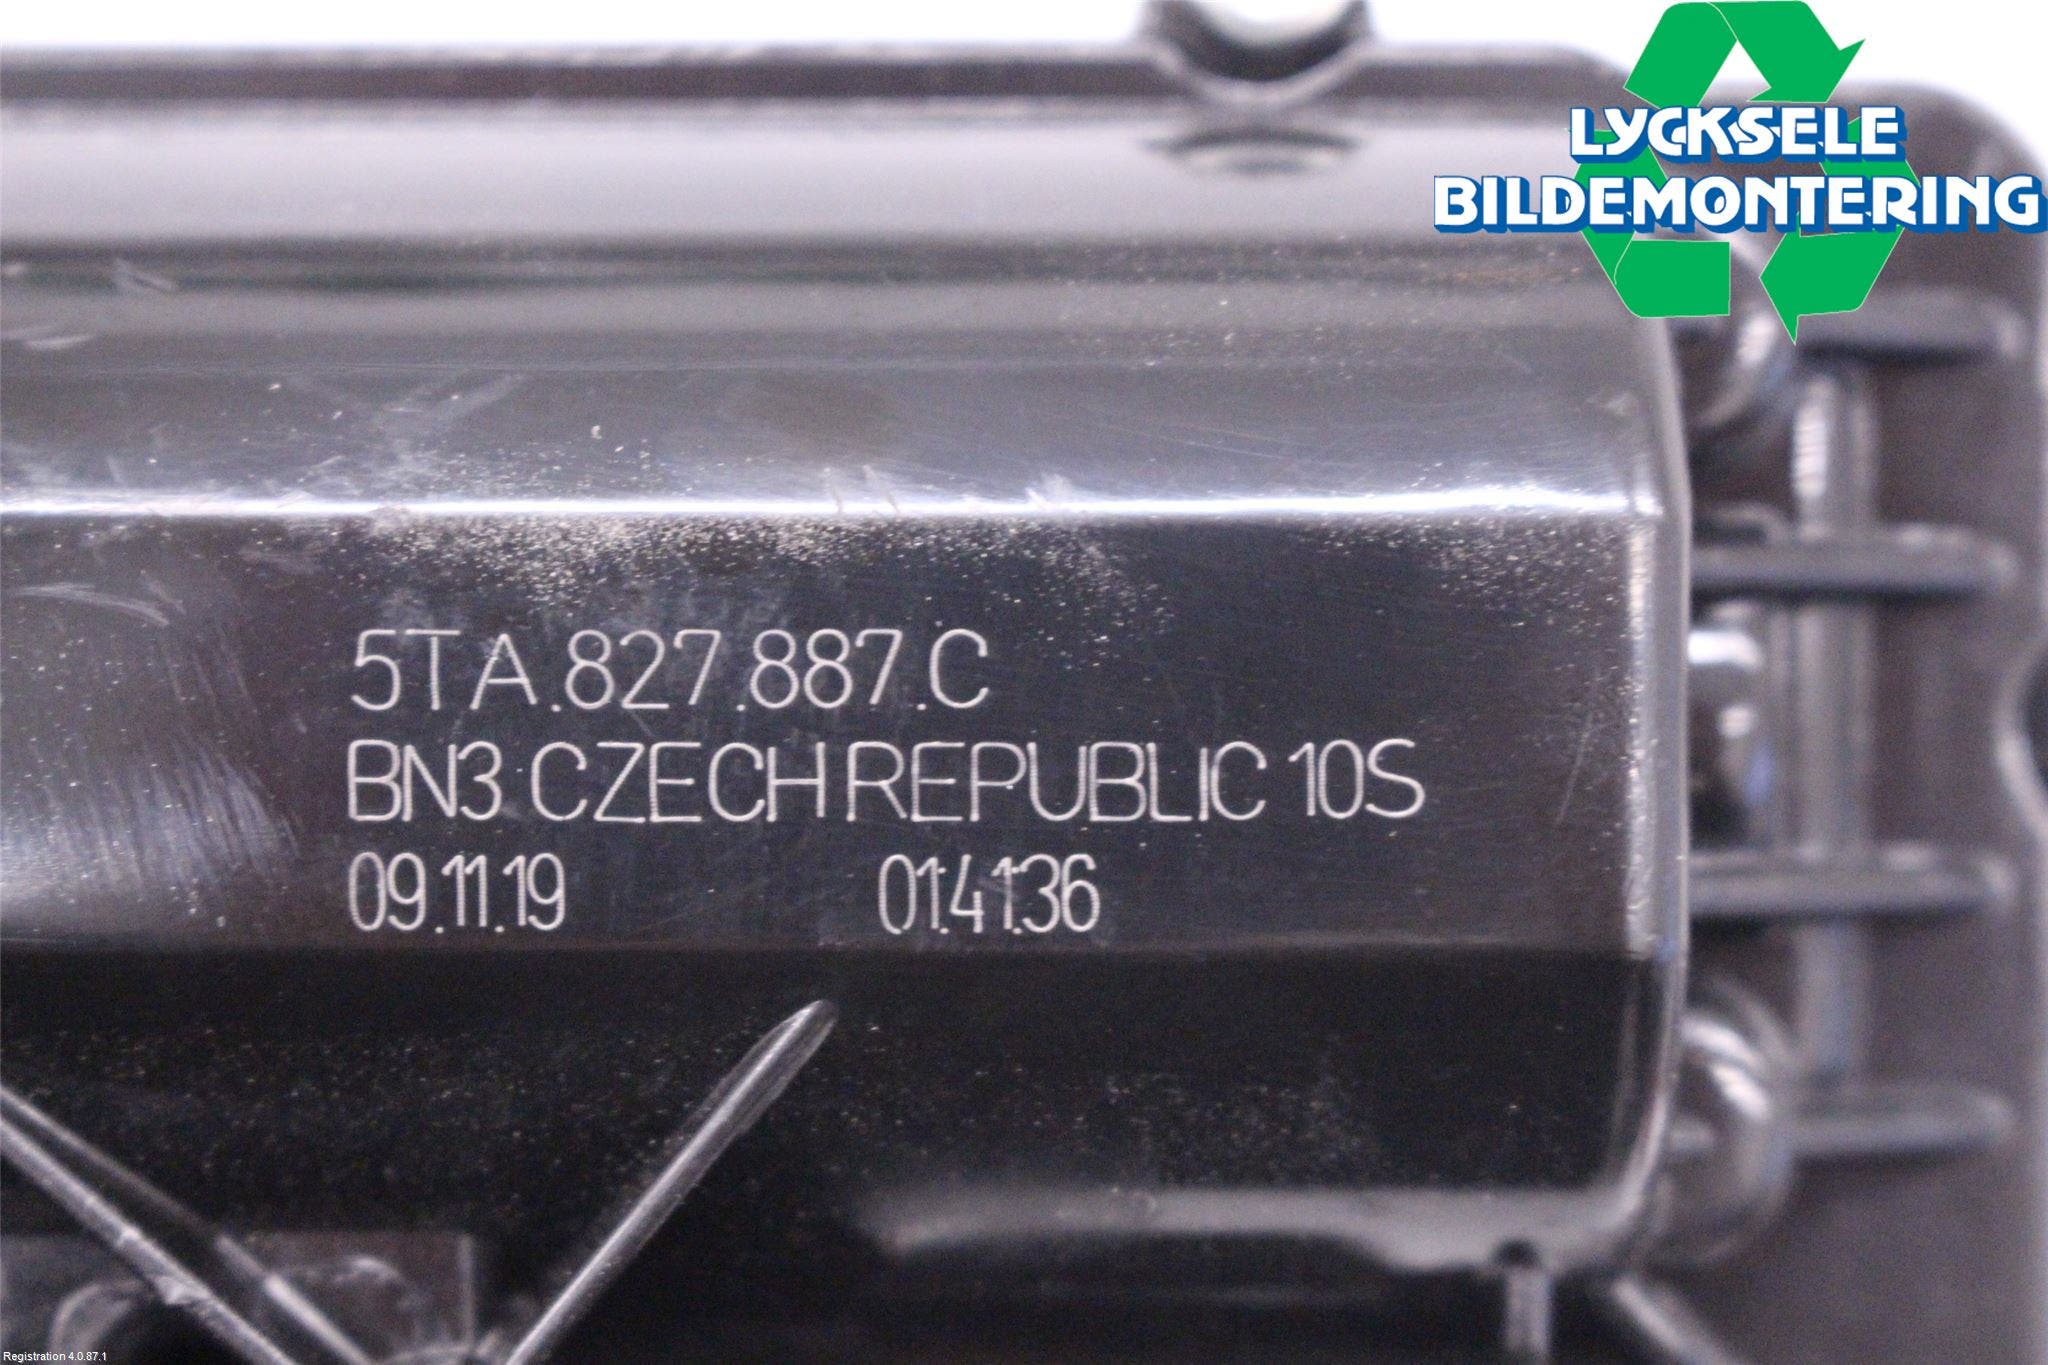 LYCKSELE
BILDEMONTERING
5TA.827.887.C
BN3 CZECH REPUBLIC 10S
09.11.19 01:41:36
Registration 4.0.87.1